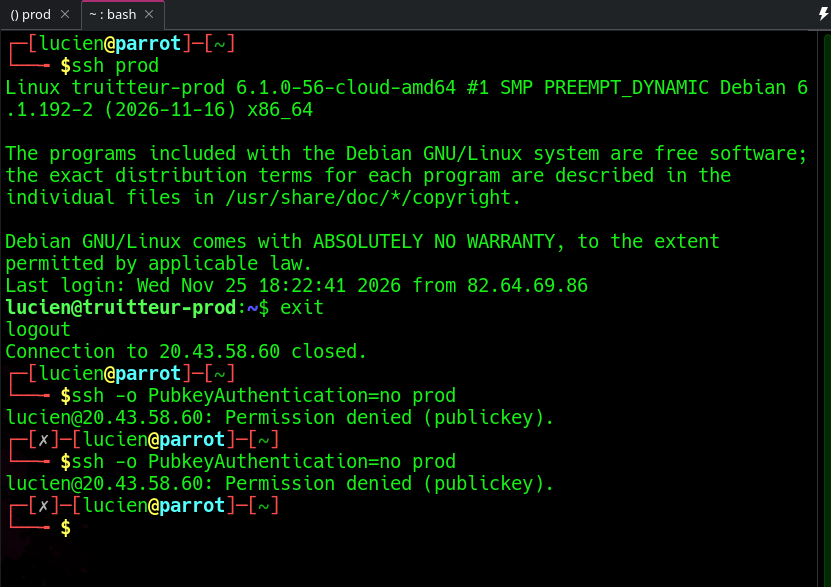 () prod
~ : bash
┌─[lucien@parrot]─[~]
└──╼ $ssh prod
Linux truitteur-prod 6.1.0-56-cloud-amd64 #1 SMP PREEMPT_DYNAMIC Debian 6
.1.192-2 (2026-11-16) x86_64
The programs included with the Debian GNU/Linux system are free software;
the exact distribution terms for each program are described in the
individual files in /usr/share/doc/*/copyright.
Debian GNU/Linux comes with ABSOLUTELY NO WARRANTY, to the extent
permitted by applicable law.
Last login: Wed Nov 25 18:22:41 2026 from 82.64.69.86
lucien@truitteur-prod:~$ exit
logout
Connection to 20.43.58.60 closed.
┌─[lucien@parrot]─[~]
└──╼ $ssh -o PubkeyAuthentication=no prod
lucien@20.43.58.60: Permission denied (publickey).
┌─[✗]─[lucien@parrot]─[~]
└──╼ $ssh -o PubkeyAuthentication=no prod
lucien@20.43.58.60: Permission denied (publickey).
┌─[✗]─[lucien@parrot]─[~]
└──╼ $